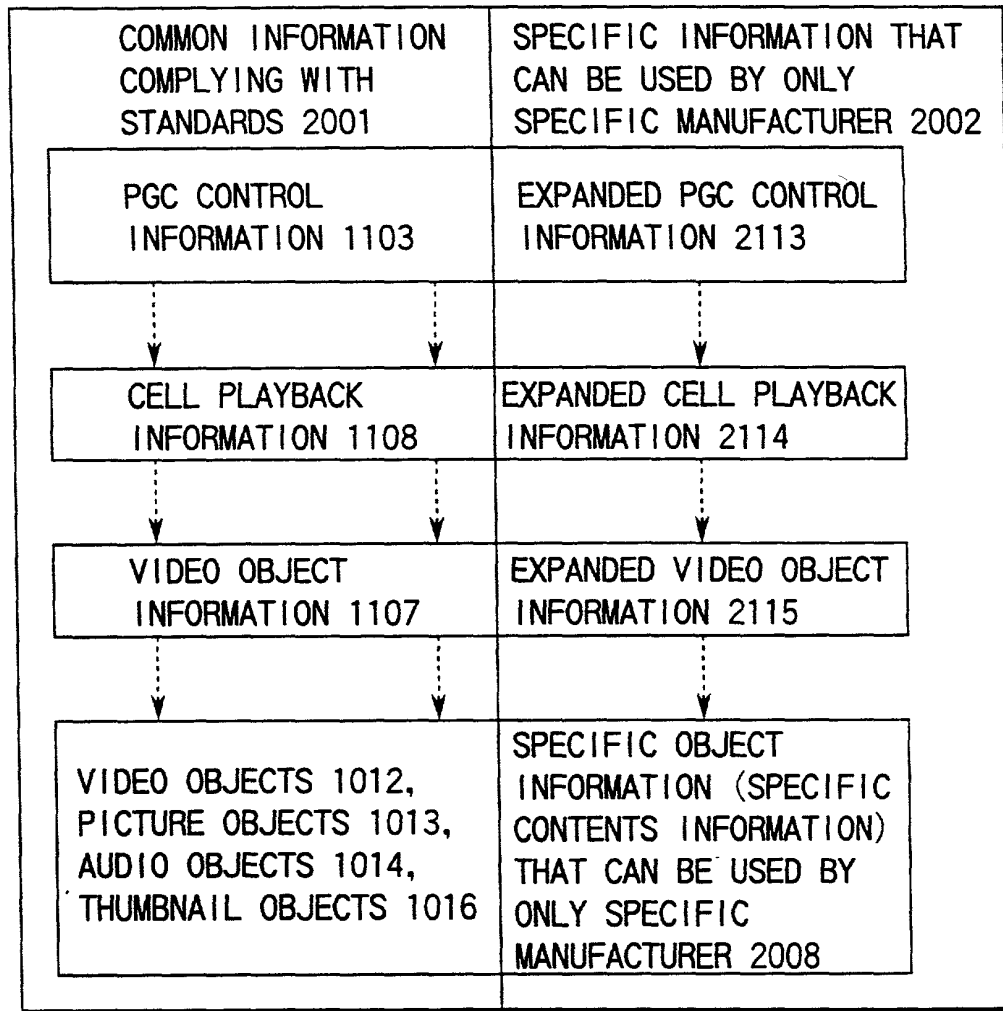 COMMON INFORMATION
COMPLYING WITH
STANDARDS 2001
SPECIFIC INFORMATION THAT
CAN BE USED BY ONLY
SPECIFIC MANUFACTURER 2002
PGC CONTROL
INFORMATION 1103
EXPANDED PGC CONTROL
INFORMATION 2113
CELL PLAYBACK
INFORMATION 1108
EXPANDED CELL PLAYBACK
INFORMATION 2114
VIDEO OBJECT
INFORMATION 1107
EXPANDED VIDEO OBJECT
INFORMATION 2115
VIDEO OBJECTS 1012,
PICTURE OBJECTS 1013,
AUDIO OBJECTS 1014,
THUMBNAIL OBJECTS 1016
SPECIFIC OBJECT
INFORMATION (SPECIFIC
CONTENTS INFORMATION)
THAT CAN BE USED BY
ONLY SPECIFIC
MANUFACTURER 2008